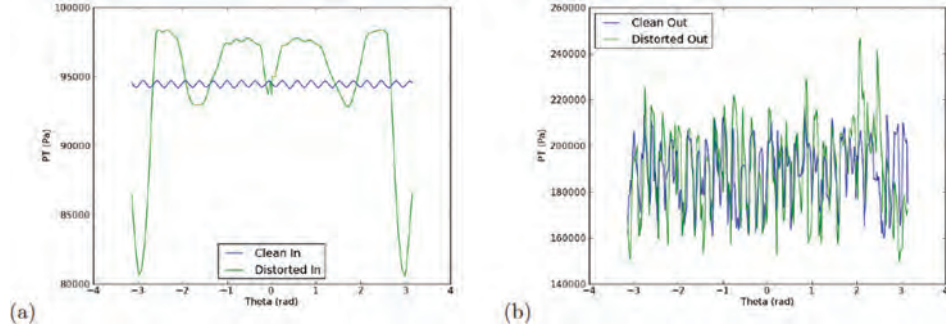 100000
95000
90000
85000
80000
PT (Pa)
Clean In
Distorted In
−4 −3 −2 −1 0 1 2 3 4
Theta (rad)
(a)
260000
240000
220000
200000
180000
160000
140000
PT (Pa)
Clean Out
Distorted Out
−4 −3 −2 −1 0 1 2 3 4
Theta (rad)
(b)